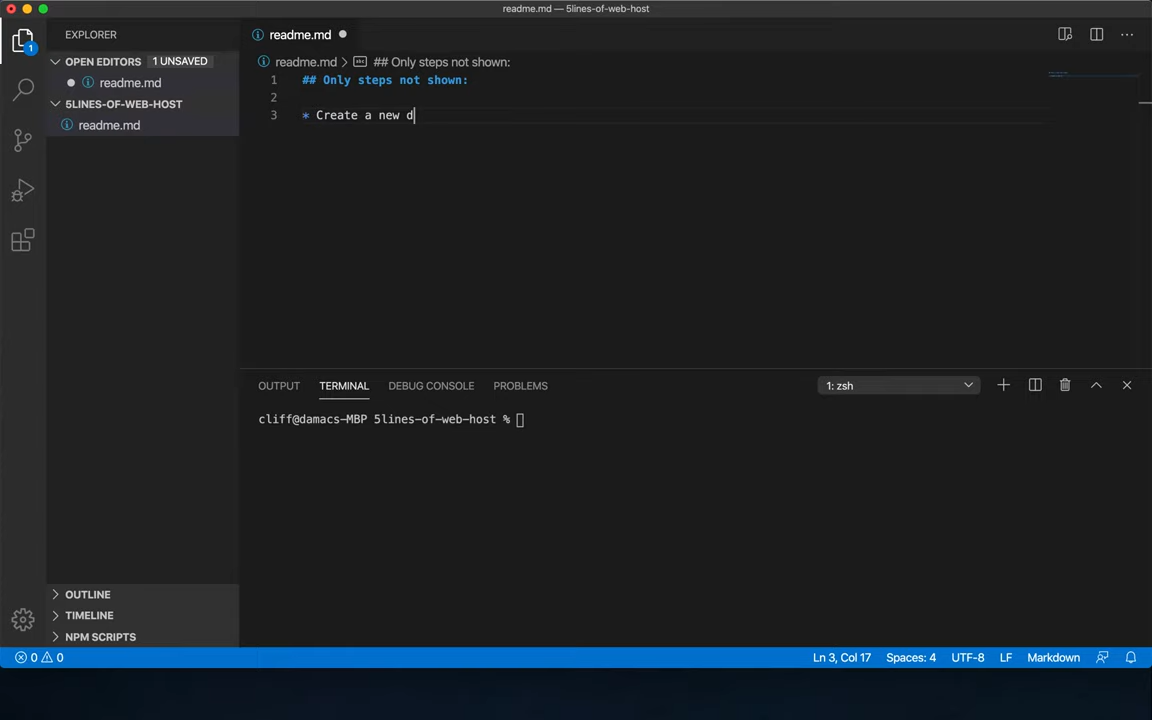 readme.md — 5lines-of-web-host
EXPLORER
readme.md
OPEN EDITORS 1 UNSAVED
readme.md > ## Only steps not shown:
1 ## Only steps not shown:
readme.md
2
5LINES-OF-WEB-HOST
3 * Create a new d
readme.md
1
OUTPUT TERMINAL DEBUG CONSOLE PROBLEMS 1: zsh
cliff@damacs-MBP 5lines-of-web-host %
OUTLINE
TIMELINE
NPM SCRIPTS
0 0 Ln 3, Col 17 Spaces: 4 UTF-8 LF Markdown